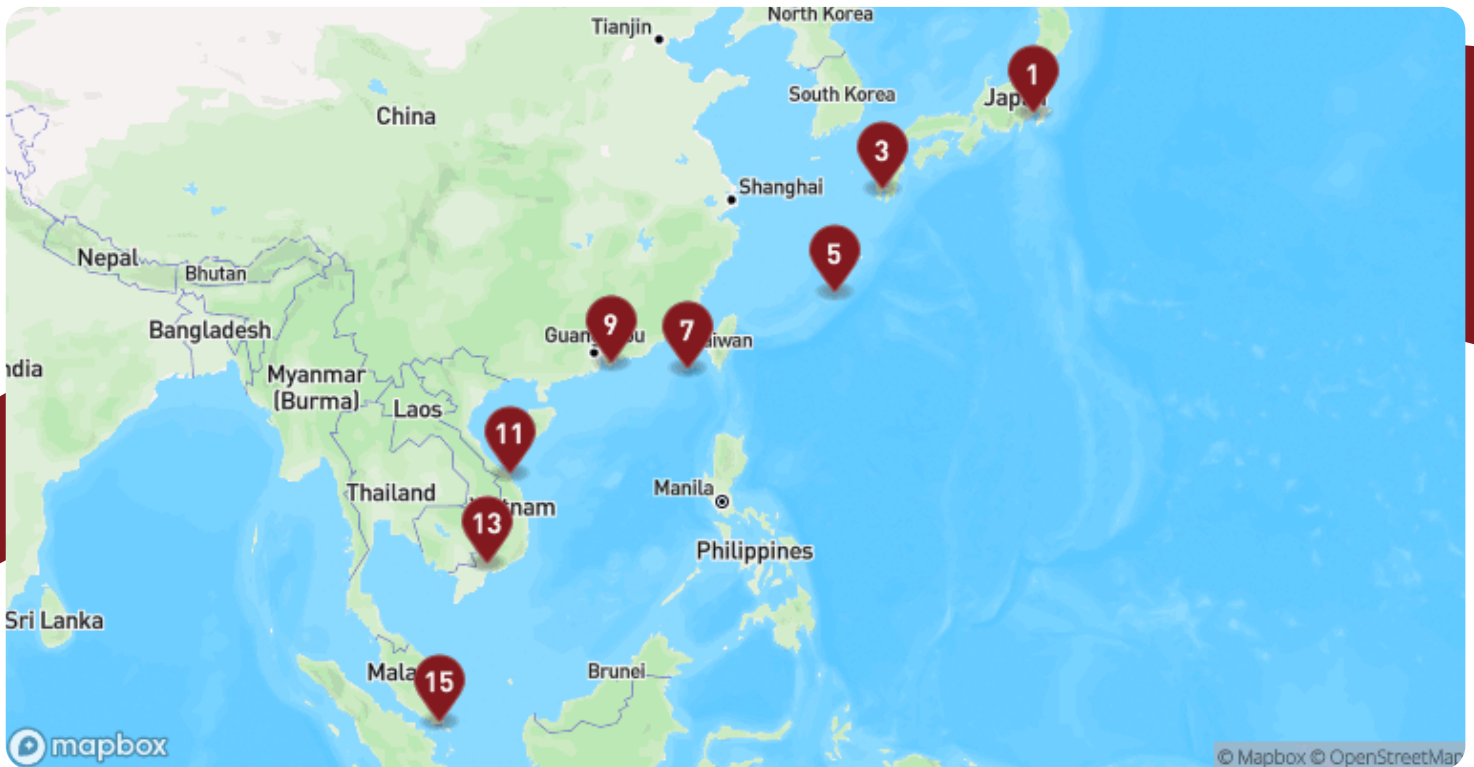 North Korea
Tianjin
1
South Korea
Japan
China
3
Shanghai
5
Nepal
Bhutan
9
7
Bangladesh
Guangzhou
Taiwan
ndia
Myanmar
(Burma)
Laos
11
Thailand
Manila
Vietnam
13
Philippines
Sri Lanka
Mala
15
Brunei
mapbox
© Mapbox © OpenStreetMap